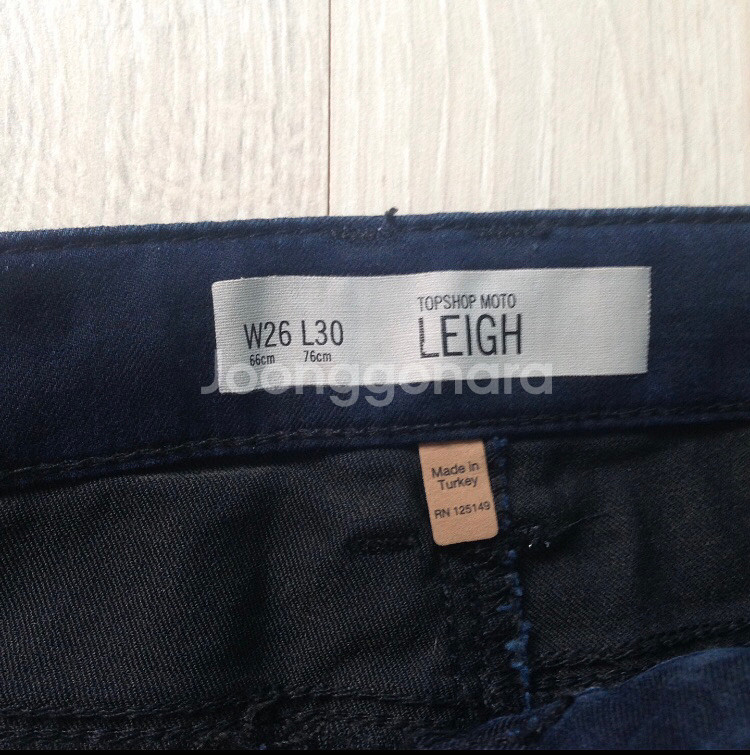 TOPSHOP MOTO
W26 L30 LEIGH
66cm 76cm
Joonggonara
Made in
Turkey
RN 125149